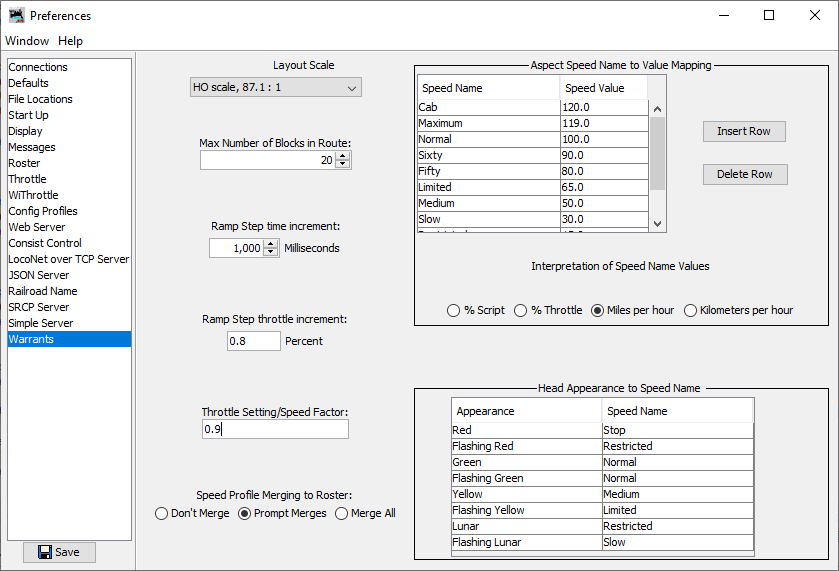 Preferences
Window Help
Connections
Defaults
File Locations
Start Up
Display
Messages
Roster
Throttle
WiThrottle
Config Profiles
Web Server
Consist Control
LocoNet over TCP Server
JSON Server
Railroad Name
SRCP Server
Simple Server
Warrants
Save
Layout Scale
HO scale, 87.1 : 1
Max Number of Blocks in Route:
20
Ramp Step time increment:
1,000 Milliseconds
Ramp Step throttle increment:
0.8 Percent
Throttle Setting/Speed Factor:
0.9
Speed Profile Merging to Roster:
Don't Merge Prompt Merges Merge All
Aspect Speed Name to Value Mapping
Speed Name Speed Value
Cab 120.0
Maximum 119.0
Normal 100.0
Sixty 90.0
Fifty 80.0
Limited 65.0
Medium 50.0
Slow 30.0
Insert Row
Delete Row
Interpretation of Speed Name Values
% Script % Throttle Miles per hour Kilometers per hour
Head Appearance to Speed Name
Appearance Speed Name
Red Stop
Flashing Red Restricted
Green Normal
Flashing Green Normal
Yellow Medium
Flashing Yellow Limited
Lunar Restricted
Flashing Lunar Slow